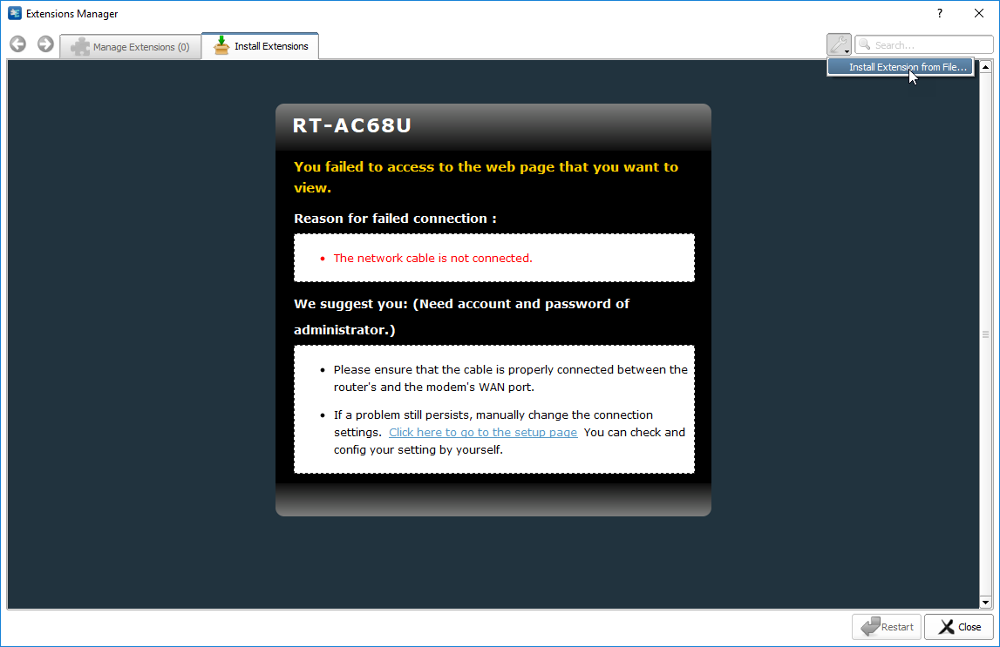 Extensions Manager
?
Manage Extensions (0)
Install Extensions
Search...
Install Extension from File...
RT-AC68U
You failed to access to the web page that you want to
view.
Reason for failed connection :
• The network cable is not connected.
We suggest you: (Need account and password of
administrator.)
• Please ensure that the cable is properly connected between the
router's and the modem's WAN port.
• If a problem still persists, manually change the connection
settings. Click here to go to the setup page You can check and
config your setting by yourself.
Restart
Close